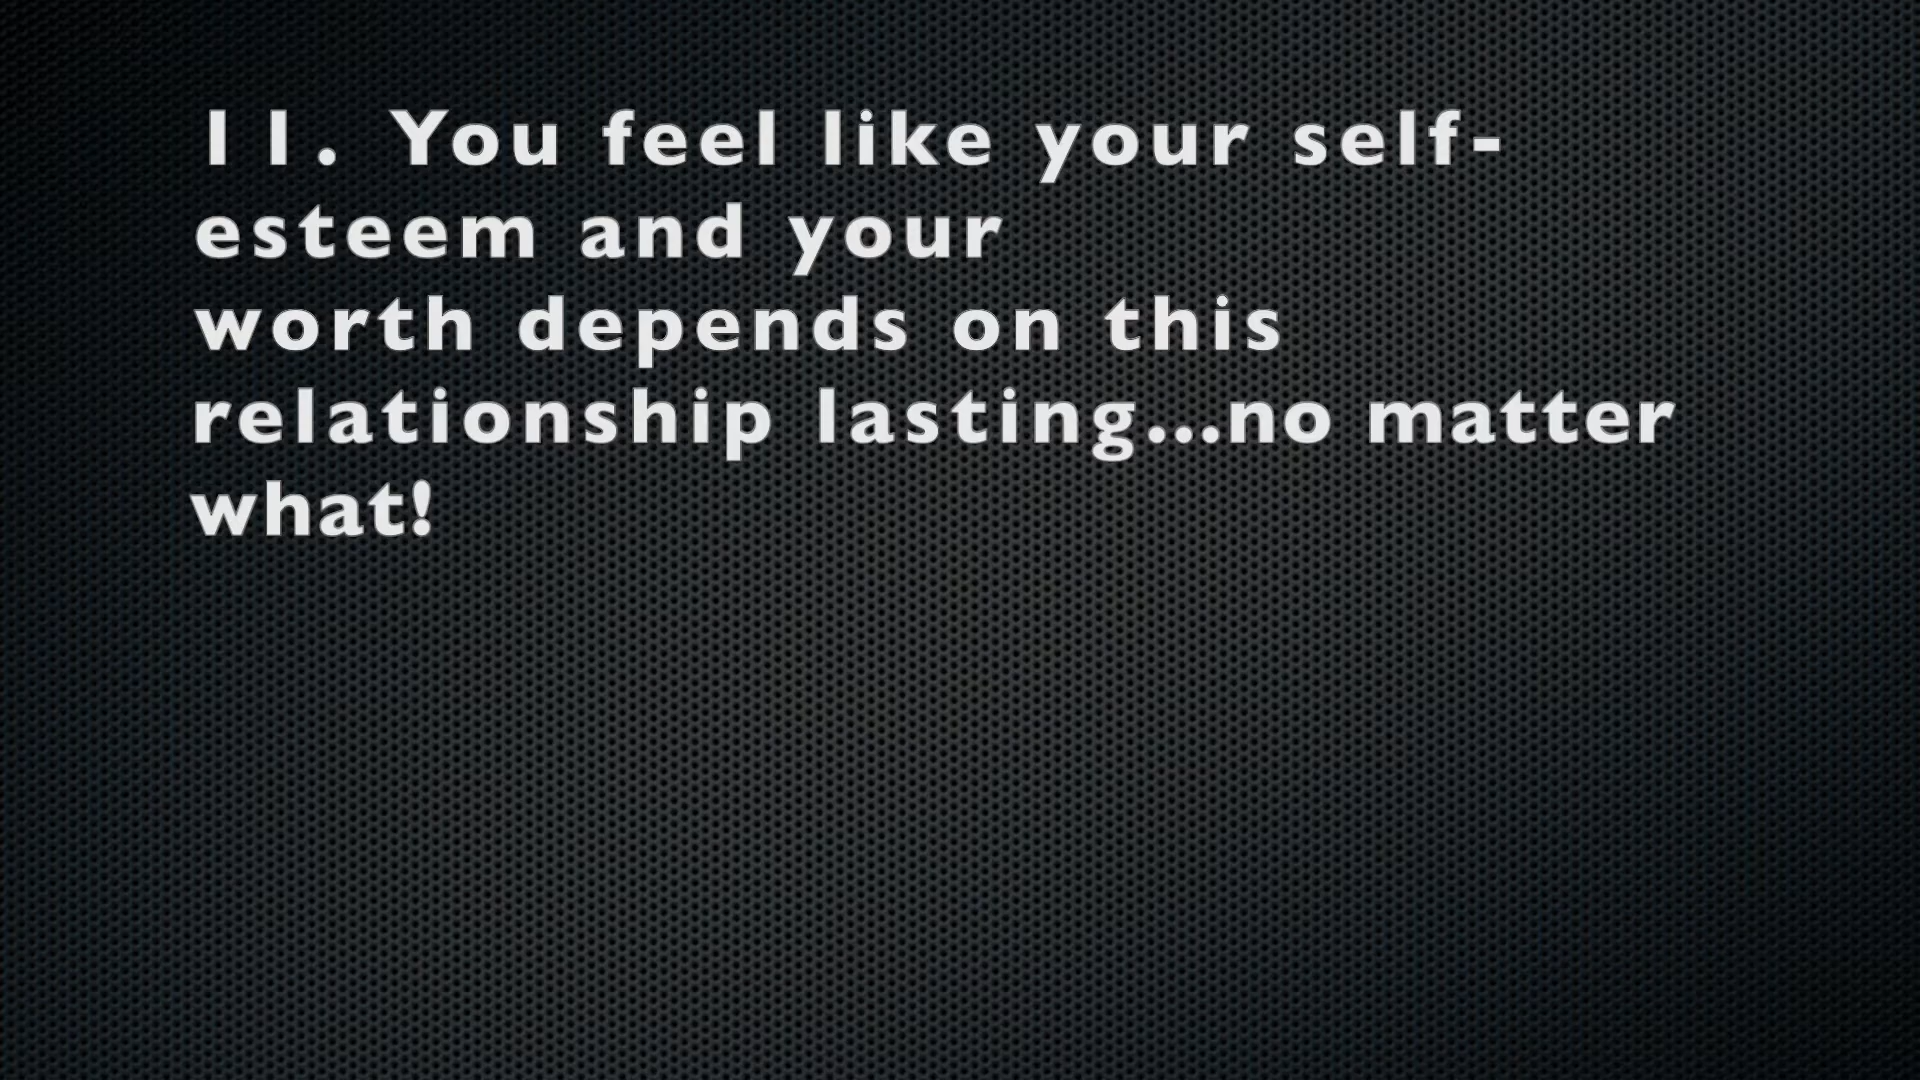 11. You feel like your self-
esteem and your
worth depends on this
relationship lasting...no matter
what!